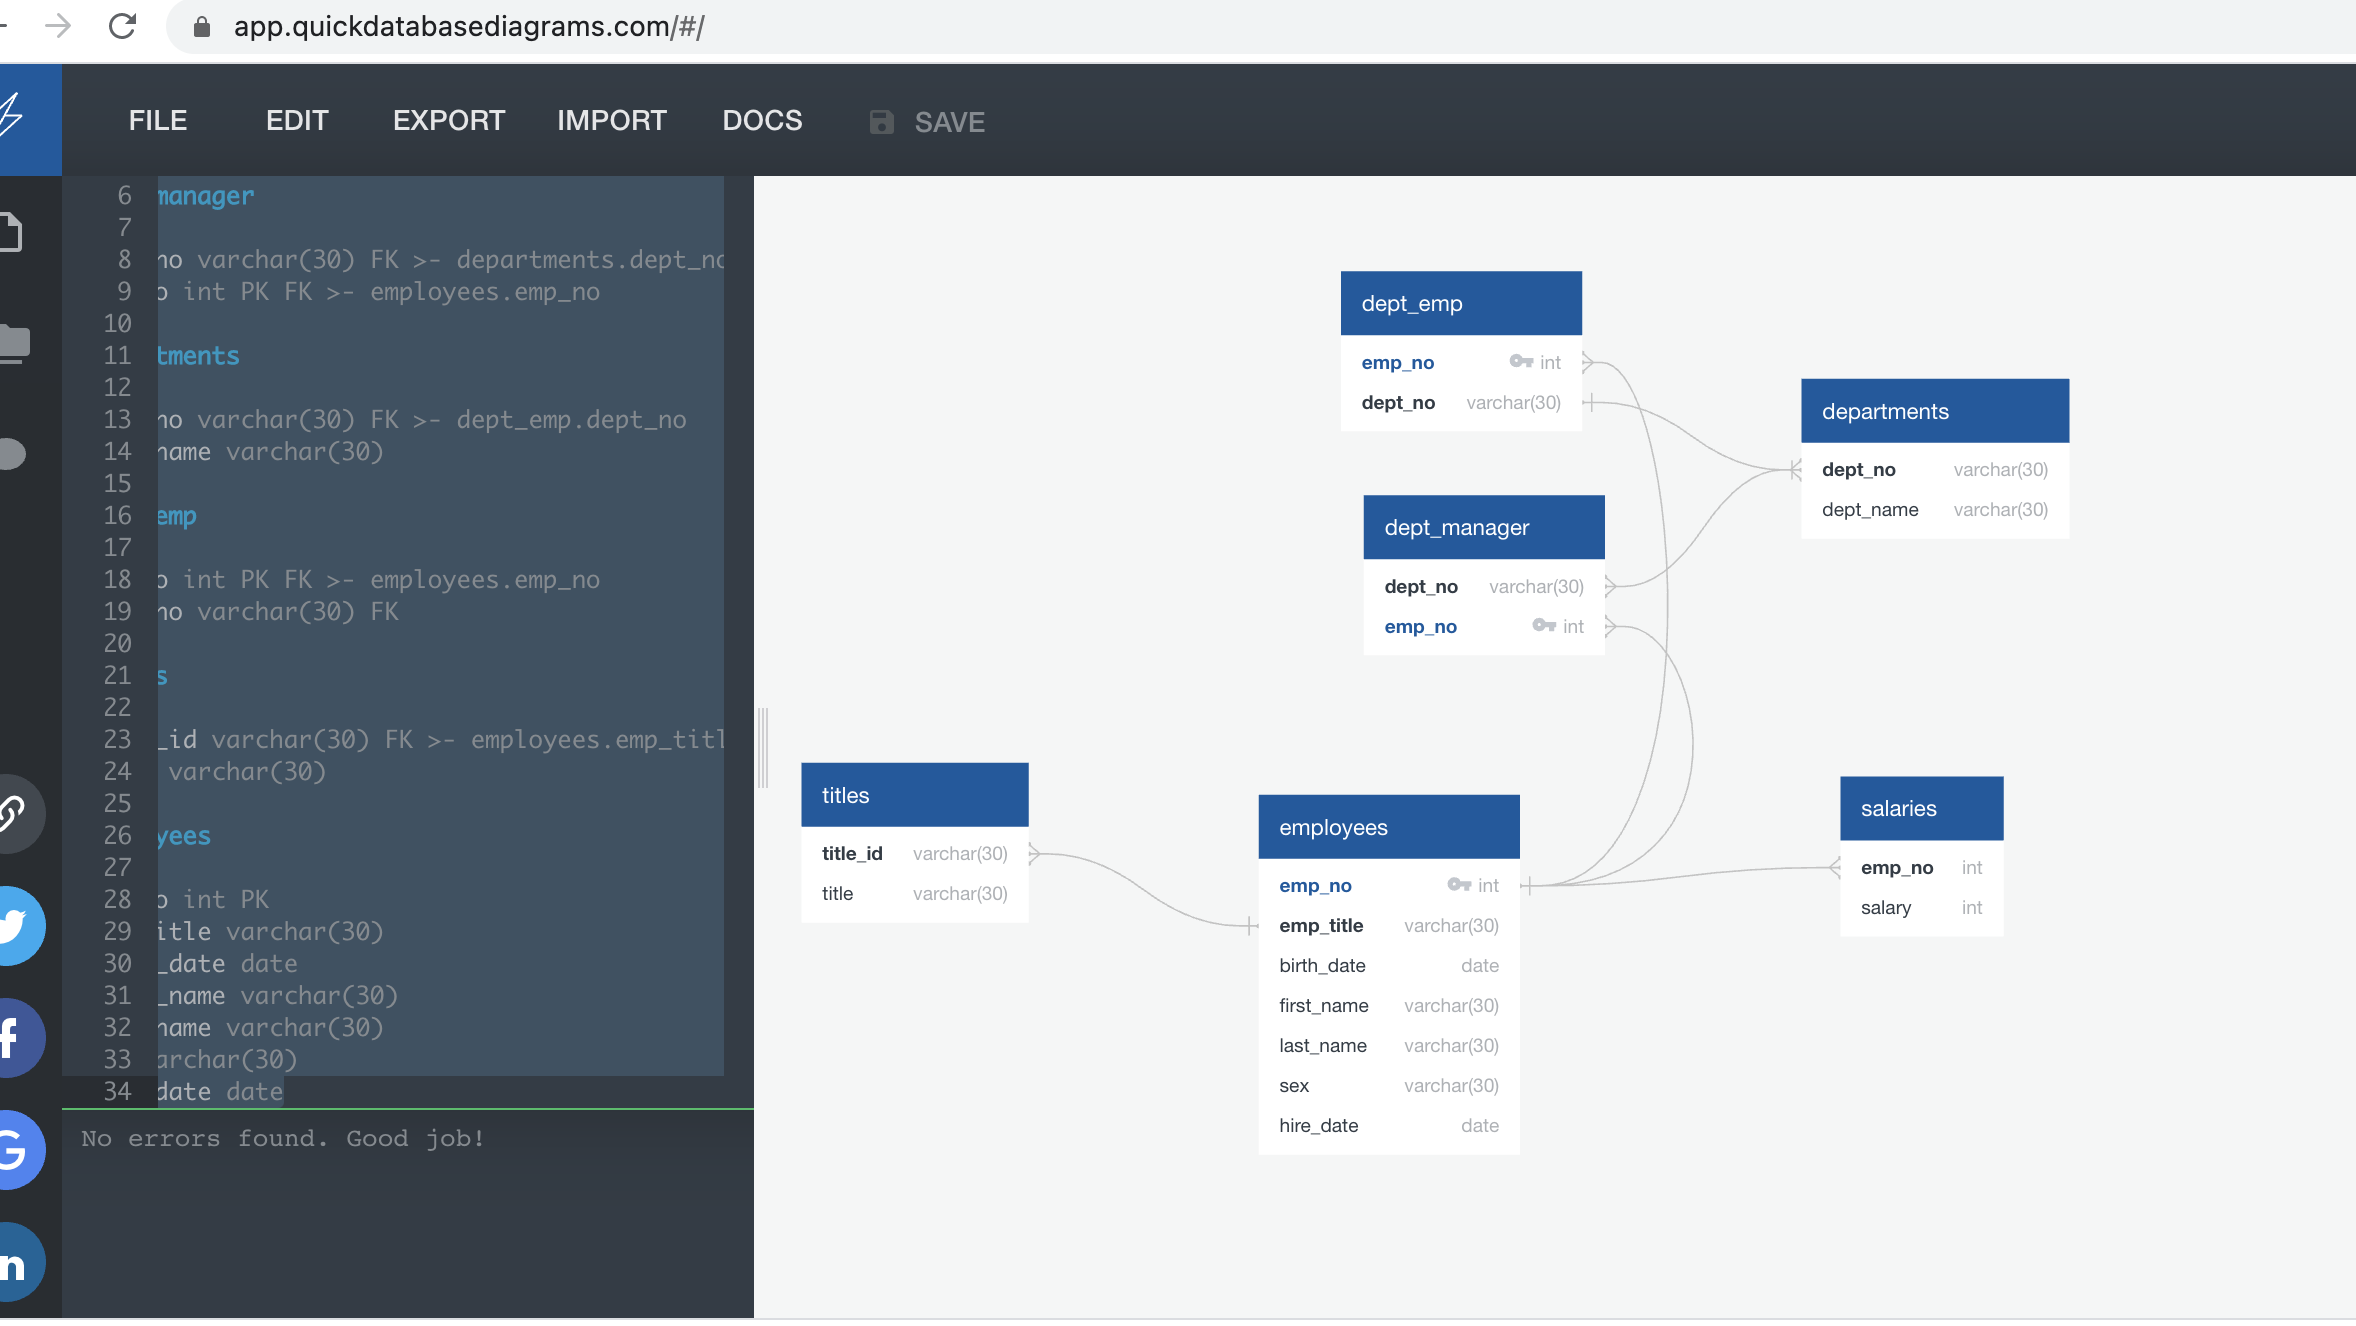 app.quickdatabasediagrams.com/#/
FILE EDIT EXPORT IMPORT DOCS SAVE
6 manager
7
8 no varchar(30) FK >- departments.dept_no
9 o int PK FK >- employees.emp_no
10
11 tments
12
13 no varchar(30) FK >- dept_emp.dept_no
14 name varchar(30)
15
16 emp
17
18 o int PK FK >- employees.emp_no
19 no varchar(30) FK
20
21 s
22
23 _id varchar(30) FK >- employees.emp_titl
24 varchar(30)
25
26 yees
27
28 o int PK
29 itle varchar(30)
30 _date date
31 _name varchar(30)
32 name varchar(30)
33 archar(30)
34 date date
No errors found. Good job!
dept_emp
emp_no int
dept_no varchar(30)
departments
dept_no varchar(30)
dept_name varchar(30)
dept_manager
dept_no varchar(30)
emp_no int
titles
title_id varchar(30)
title varchar(30)
employees
emp_no int
emp_title varchar(30)
birth_date date
first_name varchar(30)
last_name varchar(30)
sex varchar(30)
hire_date date
salaries
emp_no int
salary int